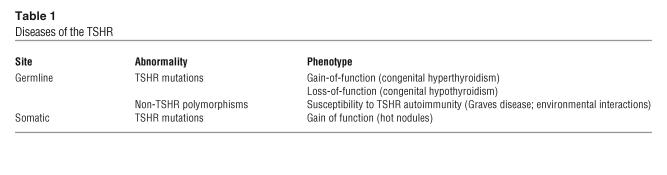 Table 1
Diseases of the TSHR
Site Abnormality Phenotype
Germline TSHR mutations Gain-of-function (congenital hyperthyroidism)
Loss-of-function (congenital hypothyroidism)
Non-TSHR polymorphisms Susceptibility to TSHR autoimmunity (Graves disease; environmental interactions)
Somatic TSHR mutations Gain of function (hot nodules)